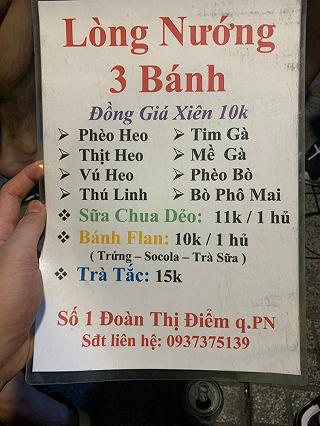 Lòng Nướng
3 Bánh
Đồng Giá Xiên 10k
➢ Phèo Heo ➢ Tim Gà
➢ Thịt Heo ➢ Mề Gà
➢ Vú Heo ➢ Phèo Bò
➢ Thú Linh ➢ Bò Phô Mai
❖ Sữa Chua Dẻo: 11k / 1 hủ
❖ Bánh Flan: 10k / 1 hủ
( Trứng – Socola – Trà Sữa )
❖ Trà Tắc: 15k
Số 1 Đoàn Thị Điểm q.PN
Sđt liên hệ: 0937375139